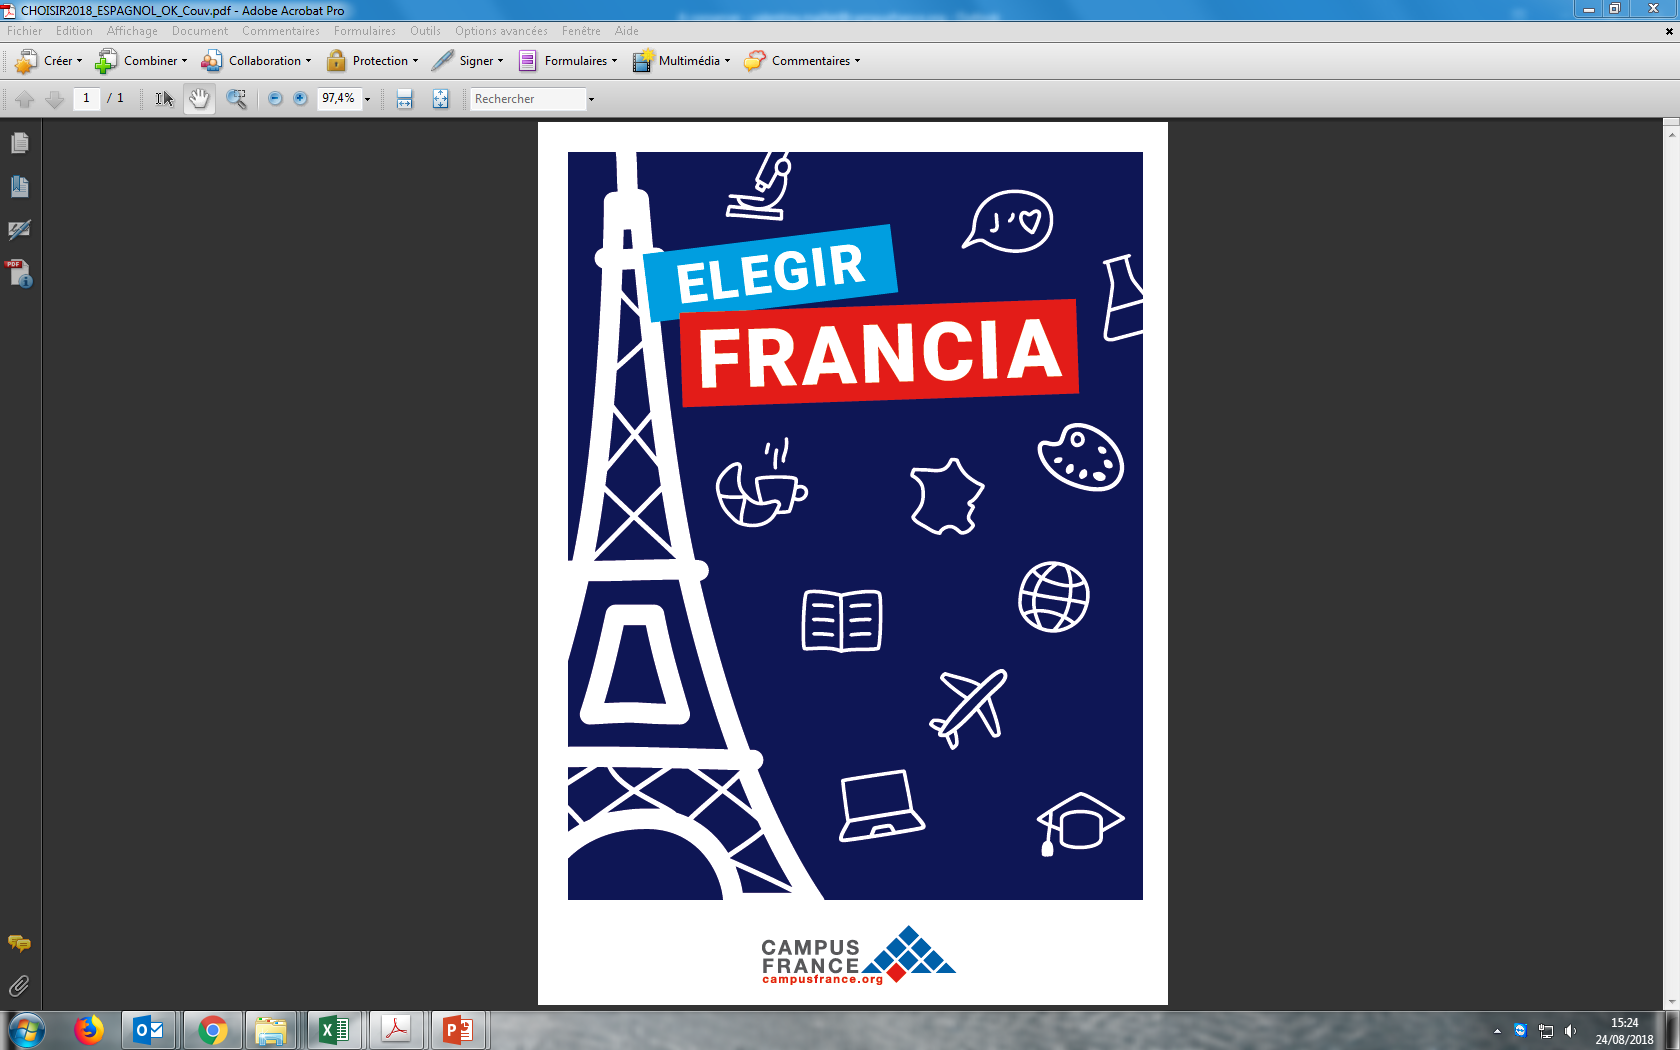 CHOISIR2018_ESPAGNOL_OK_Couv.pdf - Adobe Acrobat Pro
Fichier Edition Affichage Document Commentaires Formulaires Outils Options avancées Fenêtre Aide
Créer Combiner Collaboration Protection Signer Formulaires Multimédia Commentaires
1 / 1 97,4% Rechercher
J'
ELEGIR
FRANCIA
CAMPUS
FRANCE
campusfrance.org
15:24
24/08/2018